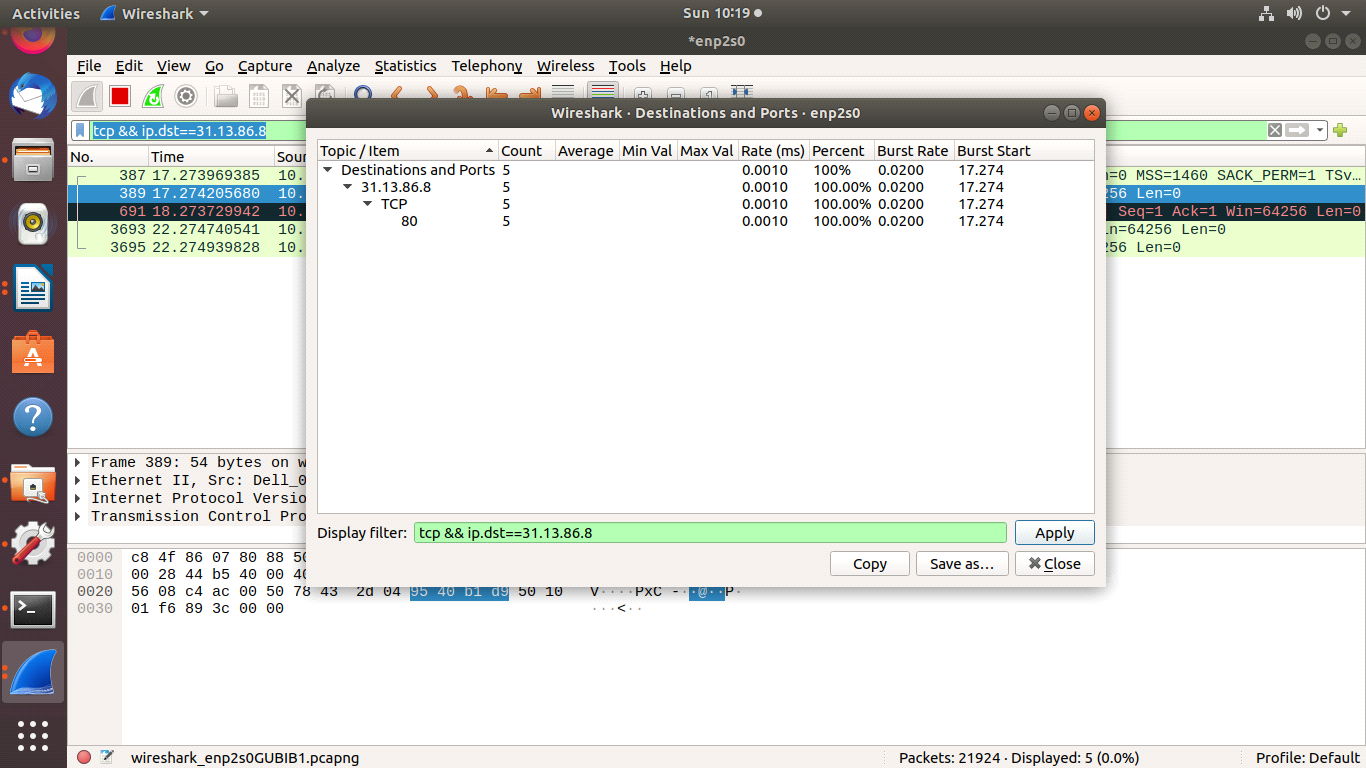 Activities Wireshark Sun 10:19
*enp2s0
File Edit View Go Capture Analyze Statistics Telephony Wireless Tools Help
Wireshark · Destinations and Ports · enp2s0
tcp && ip.dst==31.13.86.8
No. Time Sour
387 17.273969385 10. =0 MSS=1460 SACK_PERM=1 TSv…
389 17.274205680 10. 256 Len=0
691 18.273729942 10. Seq=1 Ack=1 Win=64256 Len=0
3693 22.274740541 10. n=64256 Len=0
3695 22.274939828 10. 256 Len=0
Topic / Item Count Average Min Val Max Val Rate (ms) Percent Burst Rate Burst Start
Destinations and Ports 5 0.0010 100% 0.0200 17.274
31.13.86.8 5 0.0010 100.00% 0.0200 17.274
TCP 5 0.0010 100.00% 0.0200 17.274
80 5 0.0010 100.00% 0.0200 17.274
Frame 389: 54 bytes on w
Ethernet II, Src: Dell_0
Internet Protocol Versio
Transmission Control Pro
Display filter: tcp && ip.dst==31.13.86.8 Apply
Copy Save as… Close
0000 c8 4f 86 07 80 88 50
0010 00 28 44 b5 40 00 40
0020 56 08 c4 ac 00 50 78 43 2d 04 95 40 b1 d9 50 10 V····PxC -··@··P·
0030 01 f6 89 3c 00 00 ···<··
wireshark_enp2s0GUBIB1.pcapng Packets: 21924 · Displayed: 5 (0.0%) Profile: Default